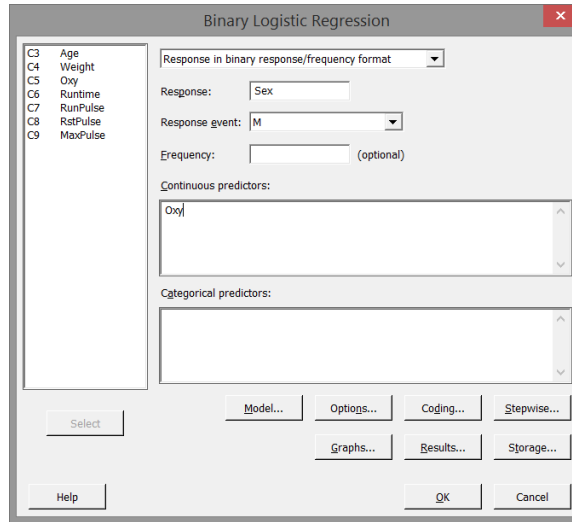 Binary Logistic Regression
C3 Age
C4 Weight
C5 Oxy
C6 Runtime
C7 RunPulse
C8 RstPulse
C9 MaxPulse
Response in binary response/frequency format
Response: Sex
Response event: M
Frequency: (optional)
Continuous predictors:
Oxy
Categorical predictors:
Select
Model... Options... Coding... Stepwise...
Graphs... Results... Storage...
Help OK Cancel